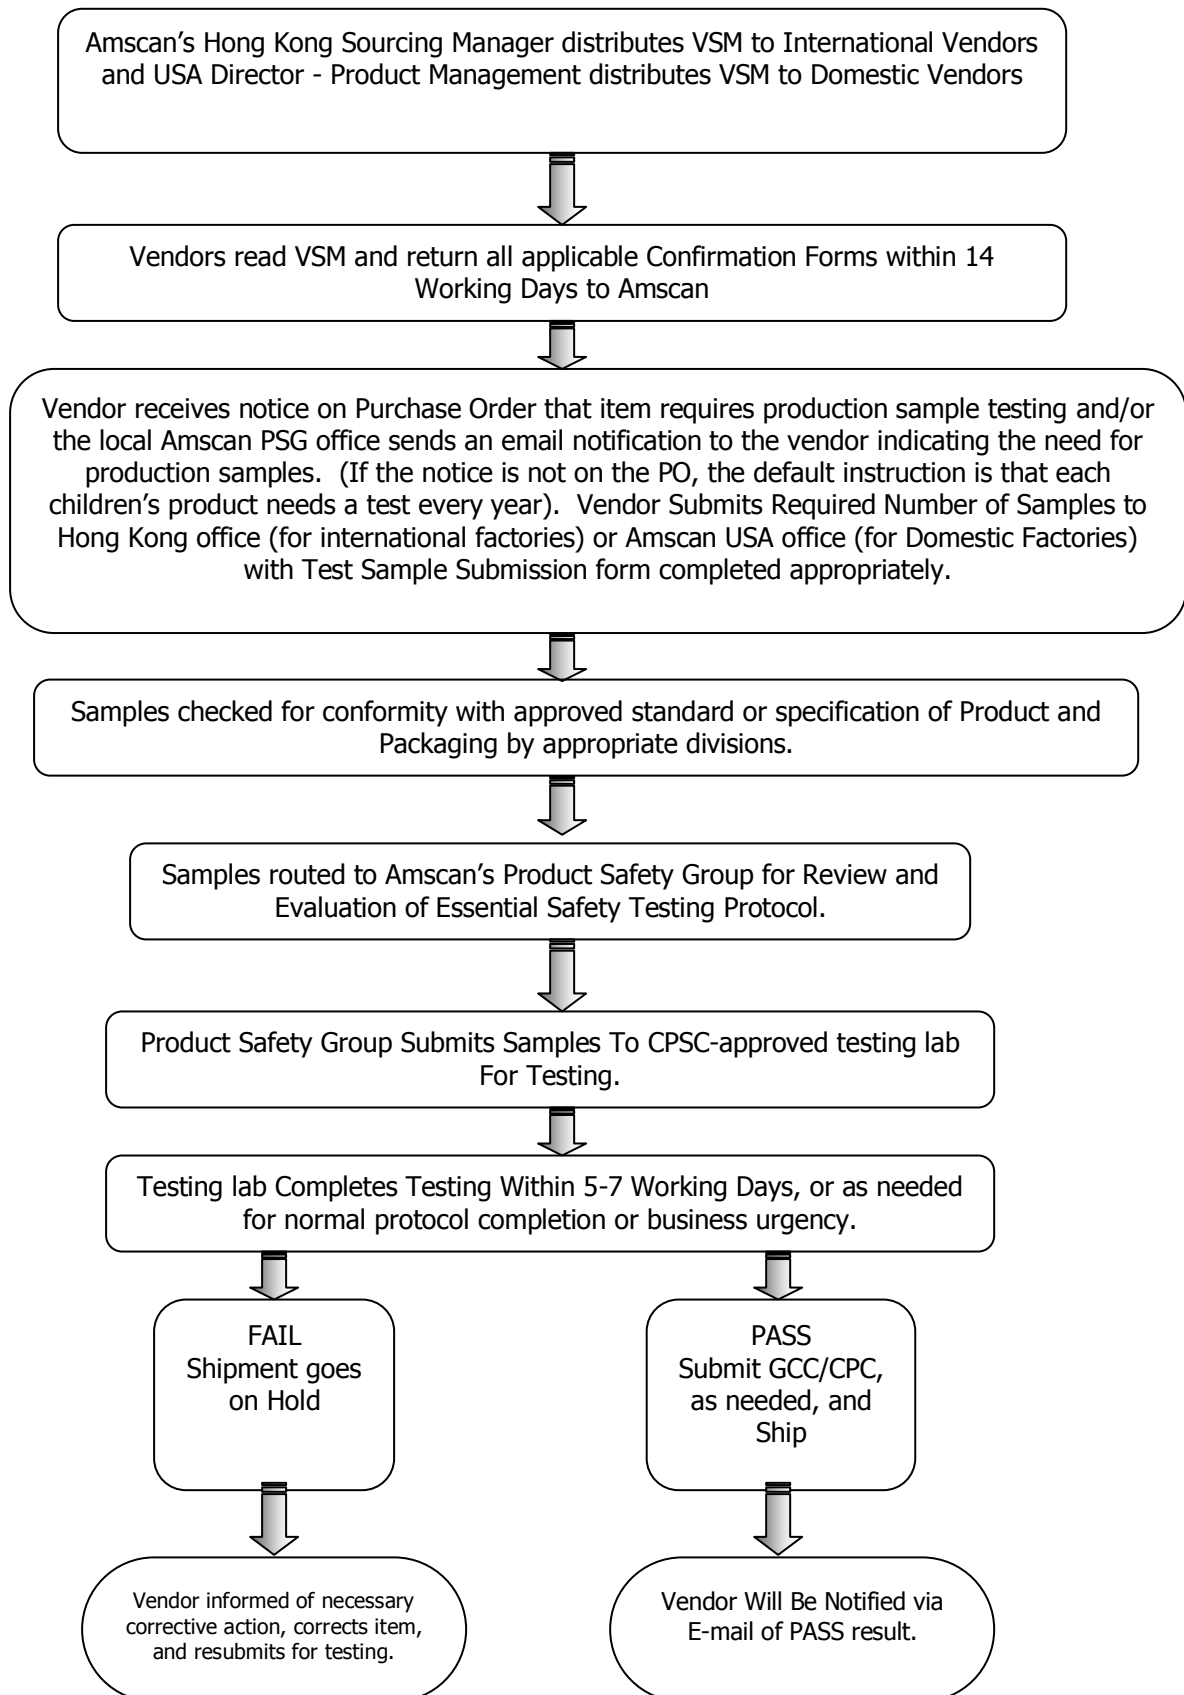 Amscan's Hong Kong Sourcing Manager distributes VSM to International Vendors
and USA Director - Product Management distributes VSM to Domestic Vendors
Vendors read VSM and return all applicable Confirmation Forms within 14
Working Days to Amscan
Vendor receives notice on Purchase Order that item requires production sample testing and/or
the local Amscan PSG office sends an email notification to the vendor indicating the need for
production samples.  (If the notice is not on the PO, the default instruction is that each
children's product needs a test every year).  Vendor Submits Required Number of Samples to
Hong Kong office (for international factories) or Amscan USA office (for Domestic Factories)
with Test Sample Submission form completed appropriately.
Samples checked for conformity with approved standard or specification of Product and
Packaging by appropriate divisions.
Samples routed to Amscan's Product Safety Group for Review and
Evaluation of Essential Safety Testing Protocol.
Product Safety Group Submits Samples To CPSC-approved testing lab
For Testing.
Testing lab Completes Testing Within 5-7 Working Days, or as needed
for normal protocol completion or business urgency.
FAIL
Shipment goes
on Hold
PASS
Submit GCC/CPC,
as needed, and
Ship
Vendor informed of necessary
corrective action, corrects item,
and resubmits for testing.
Vendor Will Be Notified via
E-mail of PASS result.